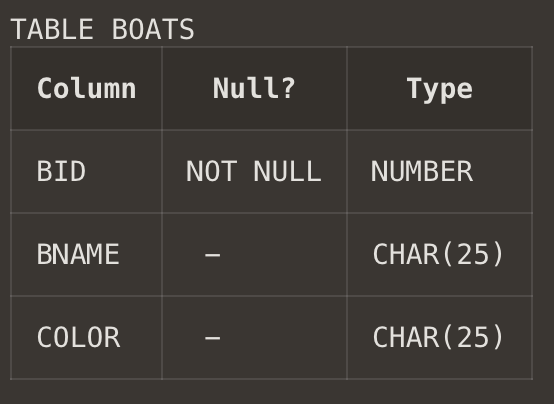 TABLE BOATS
Column Null? Type
BID NOT NULL NUMBER
BNAME – CHAR(25)
COLOR – CHAR(25)